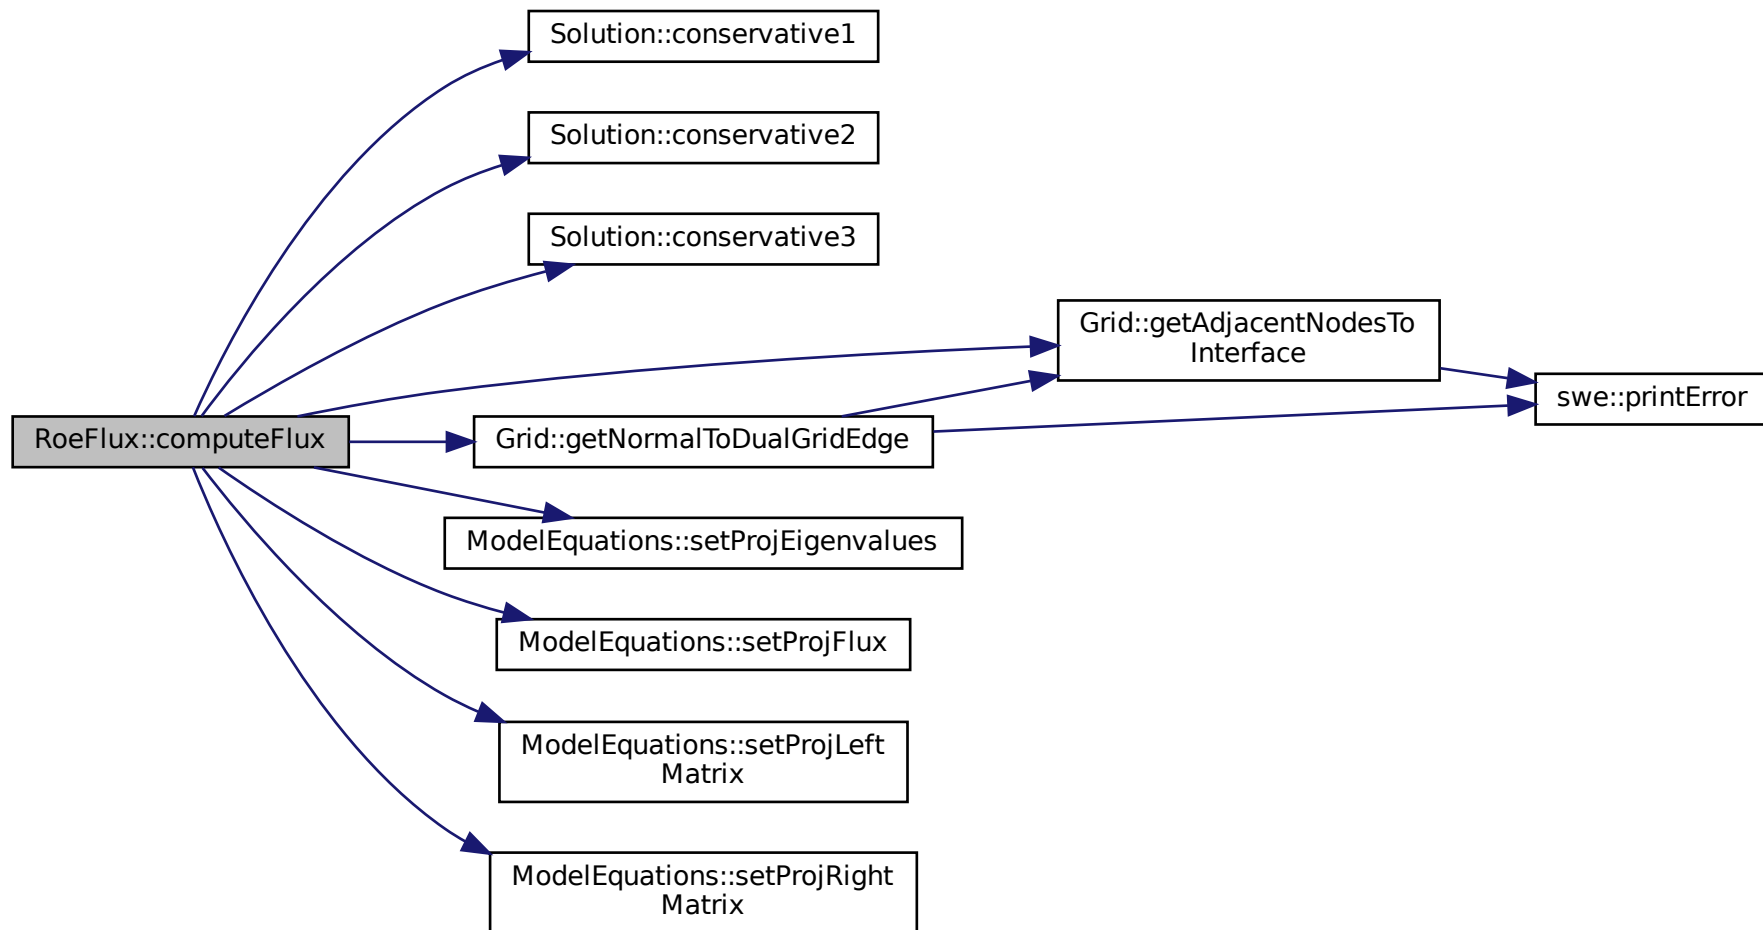 Solution::conservative1
Solution::conservative2
Solution::conservative3
Grid::getAdjacentNodesTo
Interface
swe::printError
RoeFlux::computeFlux
Grid::getNormalToDualGridEdge
ModelEquations::setProjEigenvalues
ModelEquations::setProjFlux
ModelEquations::setProjLeft
Matrix
ModelEquations::setProjRight
Matrix